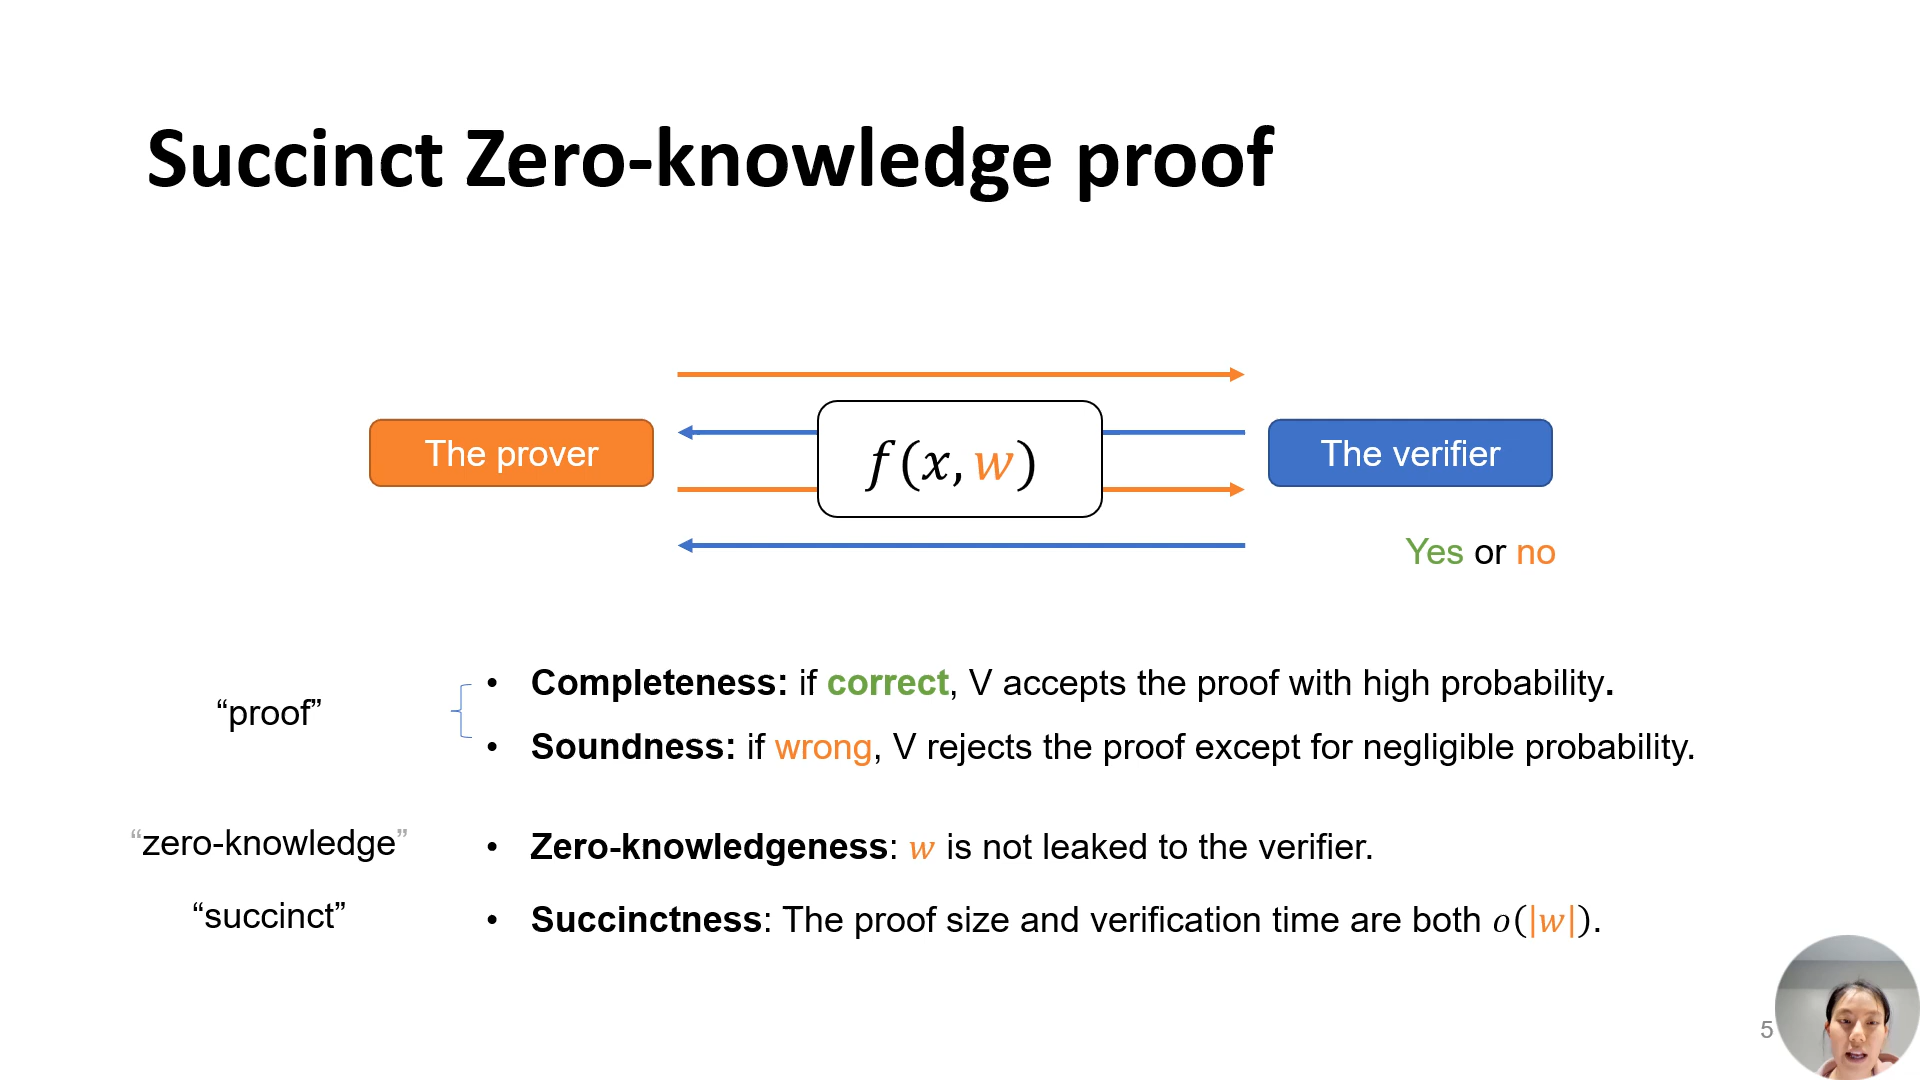 Succinct Zero-knowledge proof
The prover
f(x, w)
The verifier
Yes or no
“proof”
• Completeness: if correct, V accepts the proof with high probability.
• Soundness: if wrong, V rejects the proof except for negligible probability.
“zero-knowledge”
• Zero-knowledgeness: w is not leaked to the verifier.
“succinct”
• Succinctness: The proof size and verification time are both o(|w|).
5